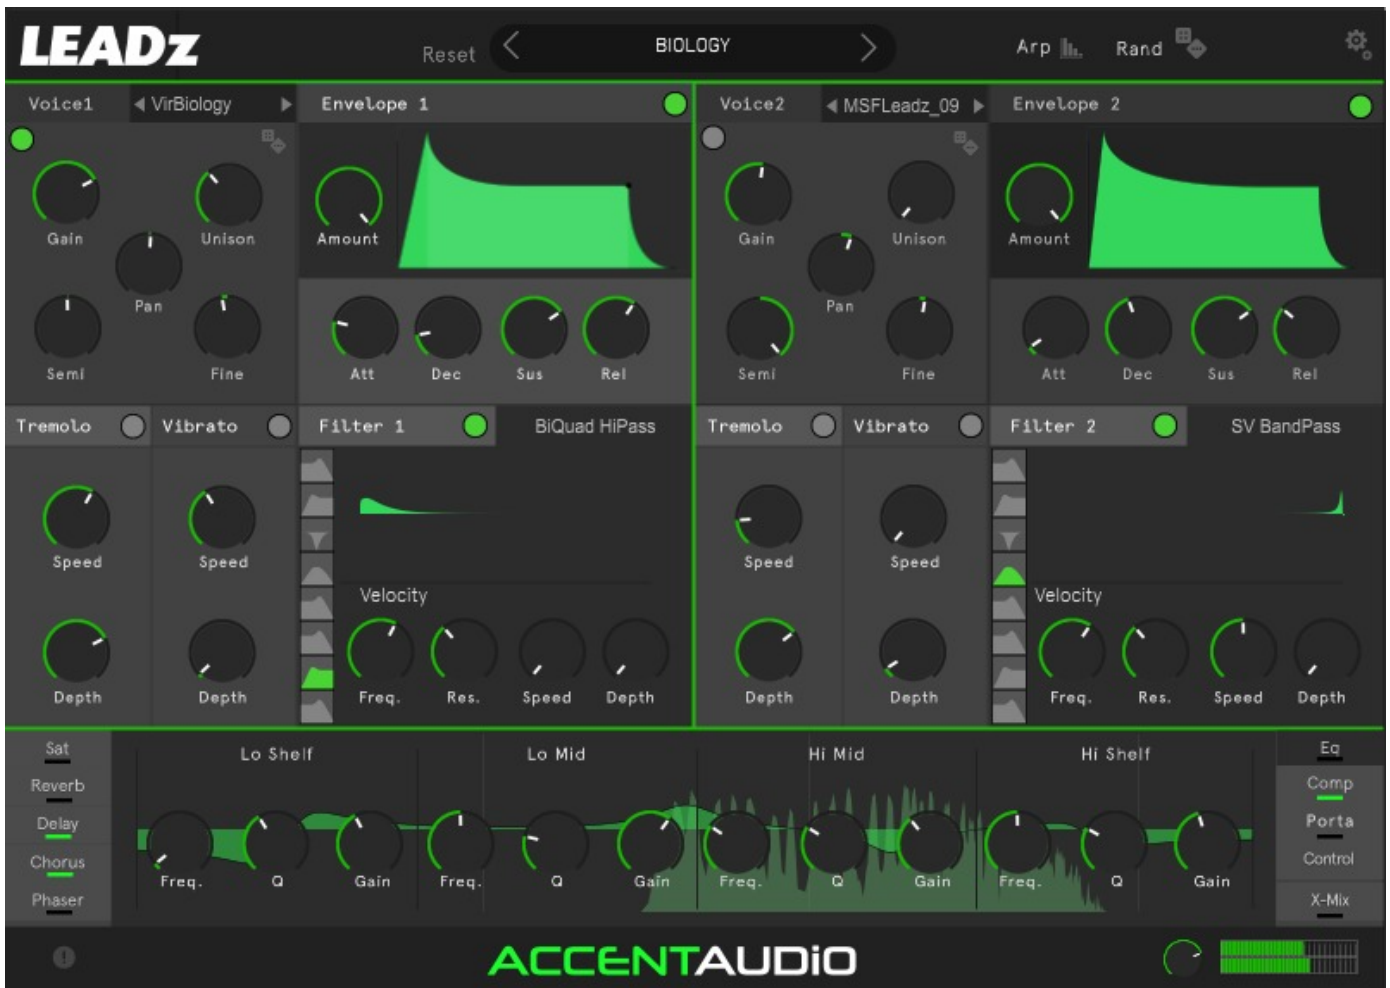 LEADz Reset BIOLOGY Arp Rand
Voice1 VirBiology Envelope 1 Voice2 MSFLeadz_09 Envelope 2
Gain Unison Amount Gain Unison Amount
Pan Pan
Semi Fine Att Dec Sus Rel Semi Fine Att Dec Sus Rel
Tremolo Vibrato Filter 1 BiQuad HiPass Tremolo Vibrato Filter 2 SV BandPass
Speed Speed Speed Speed
Velocity Velocity
Depth Depth Freq. Res. Speed Depth Depth Depth Freq. Res. Speed Depth
Sat Lo Shelf Lo Mid Hi Mid Hi Shelf Eq
Reverb Comp
Delay Porta
Chorus Control
Freq. Q Gain Freq. Q Gain Freq. Q Gain Freq. Q Gain
Phaser X-Mix
ACCENTAUDiO